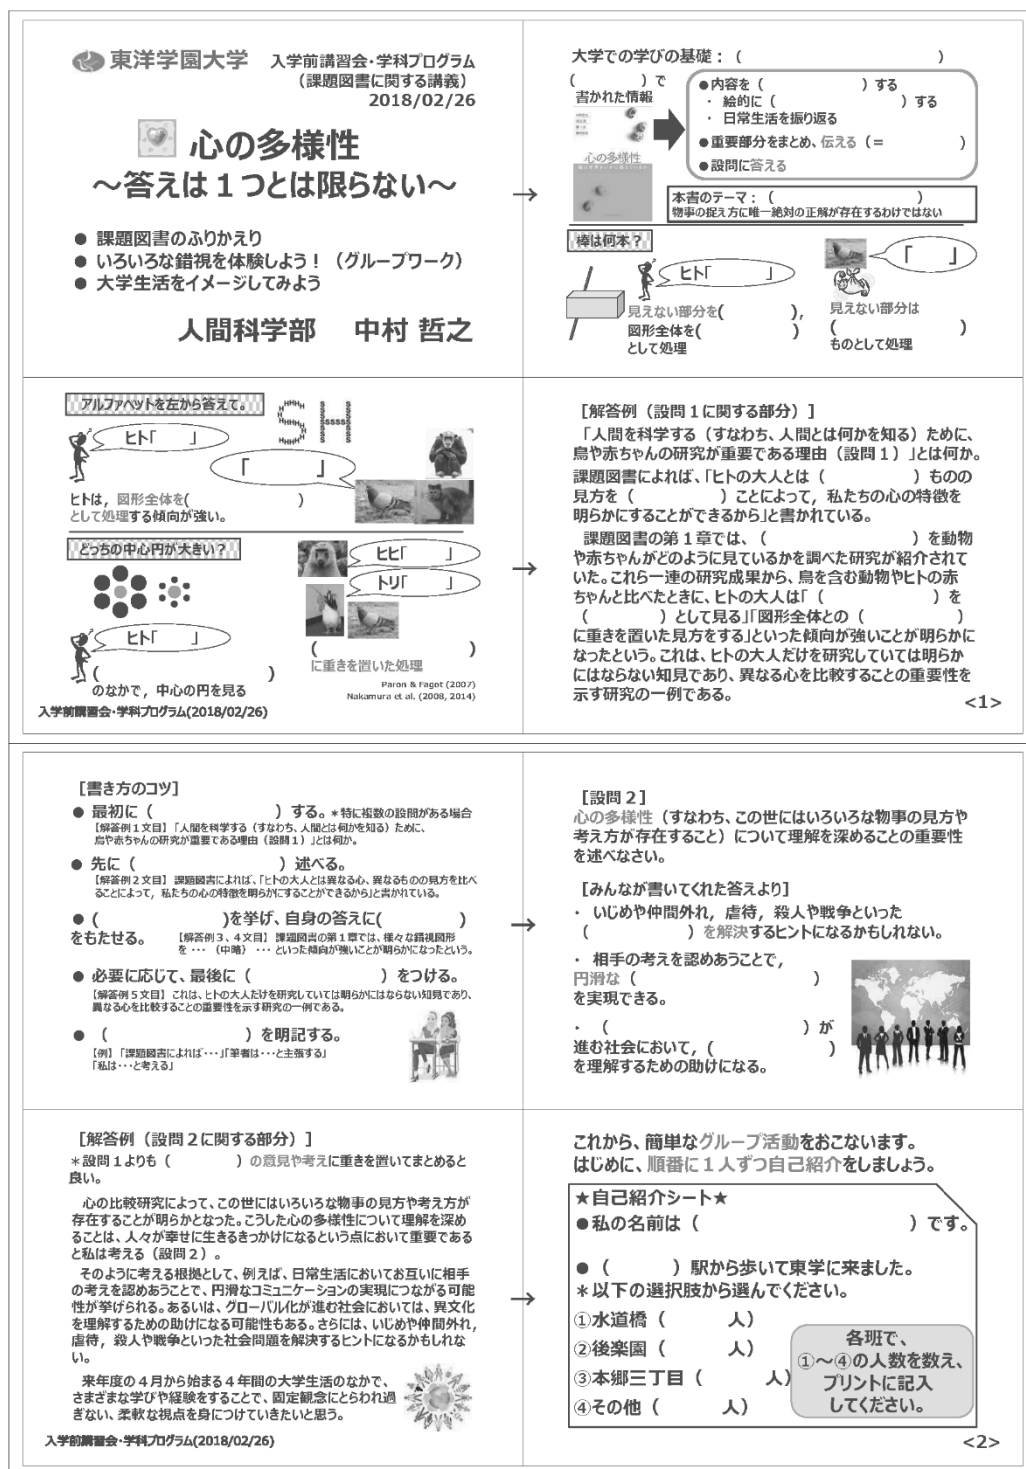 東洋学園大学
入学前講習会・学科プログラム
（課題図書に関する講義）
2018/02/26
心の多様性
～答えは１つとは限らない～
● 課題図書のふりかえり
● いろいろな錯視を体験しよう！（グループワーク）
● 大学生活をイメージしてみよう
人間科学部　中村 哲之
→
大学での学びの基礎：（　　　）
（　　　）で
書かれた情報
心の多様性
●内容を（　　　）する
・ 絵的に（　　　）する
・ 日常生活を振り返る
●重要部分をまとめ、伝える（＝　　　）
●設問に答える
本書のテーマ：（　　　）
物事の捉え方に唯一絶対の正解が存在するわけではない
棒は何本？
ヒト「　　　」
「　　」
見えない部分を(　　　),
図形全体を(　　　)
として処理
見えない部分は
(　　　)
ものとして処理
アルファベットを左から答えて。
ヒト「　　」
「　　　」
ヒトは，図形全体を(　　　)
として処理する傾向が強い。
どっちの中心円が大きい？
ヒト「　　」
(　　　)
のなかで，中心の円を見る
ヒヒ「　　」
トリ「　　」
(　　　)
に重きを置いた処理
Paron & Fagot (2007)
Nakamura et al. (2008, 2014)
入学前講習会・学科プログラム(2018/02/26)
→
［解答例（設問１に関する部分）］
「人間を科学する（すなわち、人間とは何かを知る）ために、
鳥や赤ちゃんの研究が重要である理由（設問１）」とは何か。
課題図書によれば、「ヒトの大人とは（　　　）ものの
見方を（　　　）ことによって，私たちの心の特徴を
明らかにすることができるから」と書かれている。
課題図書の第１章では、（　　　）を動物
や赤ちゃんがどのように見ているかを調べた研究が紹介されて
いた。これら一連の研究成果から、鳥を含む動物やヒトの赤
ちゃんと比べたときに、ヒトの大人は「（　　　）を
（　　　）として見る」「図形全体との（　　　）
に重きを置いた見方をする」といった傾向が強いことが明らかに
なったという。これは、ヒトの大人だけを研究していては明らか
にはならない知見であり、異なる心を比較することの重要性を
示す研究の一例である。
<1>
［書き方のコツ］
● 最初に（　　　）する。＊特に複数の設問がある場合
【解答例１文目】「人間を科学する（すなわち、人間とは何かを知る）ために、
鳥や赤ちゃんの研究が重要である理由（設問１）」とは何か。
● 先に（　　　）述べる。
【解答例２文目】課題図書によれば、「ヒトの大人とは異なる心、異なるものの見方を比べ
ることによって，私たちの心の特徴を明らかにすることができるから」と書かれている。
●（　　　)を挙げ、自身の答えに(　　　)
をもたせる。
【解答例３、４文目】課題図書の第１章では、様々な錯視図形
を ･･･ （中略） ･･･ といった傾向が強いことが明らかになったという。
● 必要に応じて、最後に（　　　）をつける。
【解答例５文目】これは、ヒトの大人だけを研究していては明らかにはならない知見であり、
異なる心を比較することの重要性を示す研究の一例である。
● （　　　）を明記する。
【例】「課題図書によれば･･･」「筆者は･･･と主張する」
「私は･･･と考える」
→
［設問２］
心の多様性（すなわち、この世にはいろいろな物事の見方や
考え方が存在すること）について理解を深めることの重要性
を述べなさい。
［みんなが書いてくれた答えより］
・ いじめや仲間外れ，虐待，殺人や戦争といった
（　　　）を解決するヒントになるかもしれない。
・ 相手の考えを認めあうことで，
円滑な（　　　）
を実現できる。
・ （　　　）が
進む社会において，(　　　)
を理解するための助けになる。
［解答例（設問２に関する部分）］
＊設問１よりも（　　　）の意見や考えに重きを置いてまとめると
良い。
心の比較研究によって、この世にはいろいろな物事の見方や考え方が
存在することが明らかとなった。こうした心の多様性について理解を深め
ることは、人々が幸せに生きるきっかけになるという点において重要である
と私は考える（設問２）。
そのように考える根拠として、例えば、日常生活においてお互いに相手
の考えを認めあうことで、円滑なコミュニケーションの実現につながる可能
性が挙げられる。あるいは、グローバル化が進む社会においては、異文化
を理解するための助けになる可能性もある。さらには、いじめや仲間外れ，
虐待，殺人や戦争といった社会問題を解決するヒントになるかもしれな
い。
来年度の４月から始まる４年間の大学生活のなかで、
さまざまな学びや経験をすることで、固定観念にとらわれ過
ぎない、柔軟な視点を身につけていきたいと思う。
入学前講習会・学科プログラム(2018/02/26)
→
これから、簡単なグループ活動をおこないます。
はじめに、順番に１人ずつ自己紹介をしましょう。
★自己紹介シート★
●私の名前は（　　　）です。
●（　　　）駅から歩いて東学に来ました。
＊以下の選択肢から選んでください。
①水道橋（　　　人）
②後楽園（　　　人）
③本郷三丁目（　　　人）
④その他（　　　人）
各班で、
①～④の人数を数え、
プリントに記入
してください。
<2>